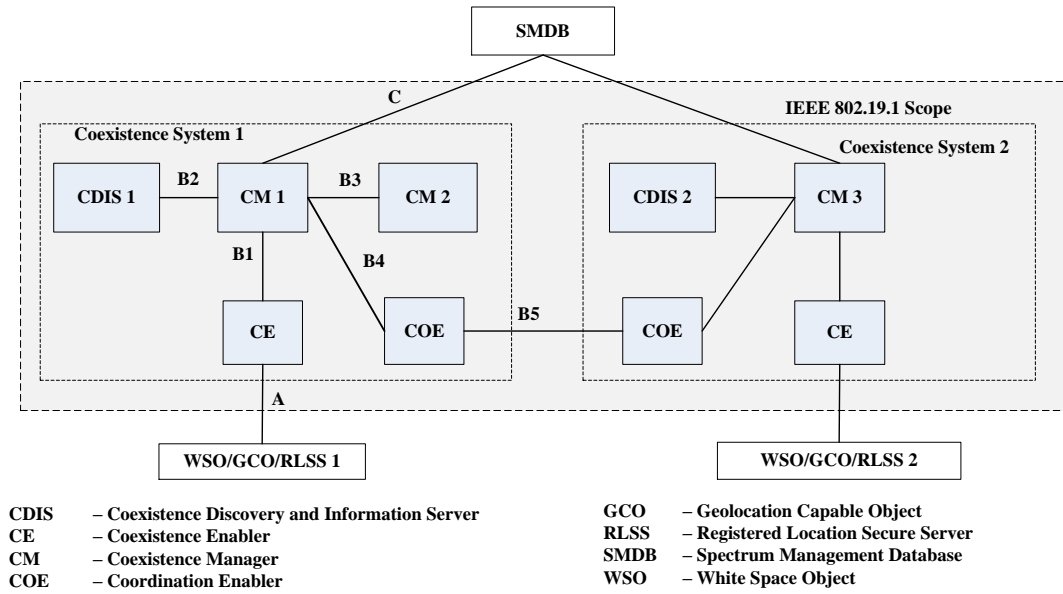 SMDB
C
IEEE 802.19.1 Scope
Coexistence System 1
Coexistence System 2
CDIS 1
B2
CM 1
B3
CM 2
CDIS 2
CM 3
B1
B4
CE
COE
B5
COE
CE
A
WSO/GCO/RLSS 1
WSO/GCO/RLSS 2
CDIS – Coexistence Discovery and Information Server
CE – Coexistence Enabler
CM – Coexistence Manager
COE – Coordination Enabler
GCO – Geolocation Capable Object
RLSS – Registered Location Secure Server
SMDB – Spectrum Management Database
WSO – White Space Object